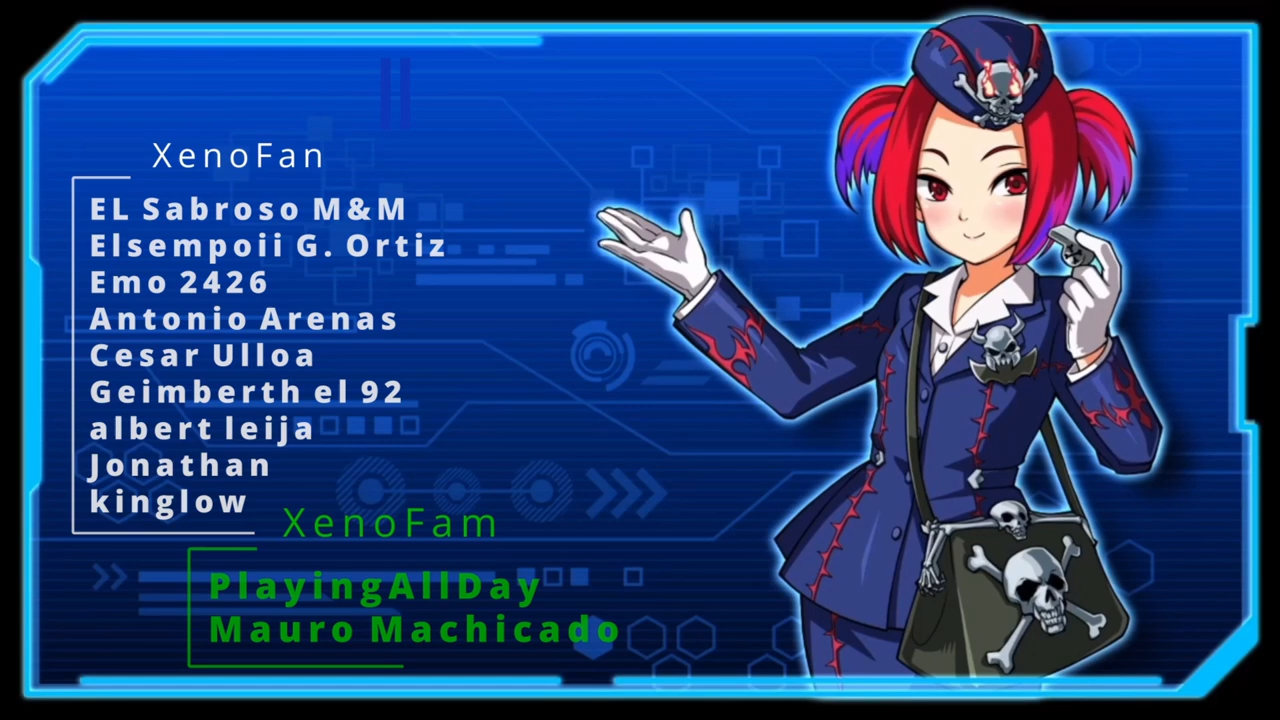 XenoFan
EL Sabroso M&M
Elsempoii G. Ortiz
Emo 2426
Antonio Arenas
Cesar Ulloa
Geimberth el 92
albert leija
Jonathan
kinglow
XenoFam
PlayingAllDay
Mauro Machicado